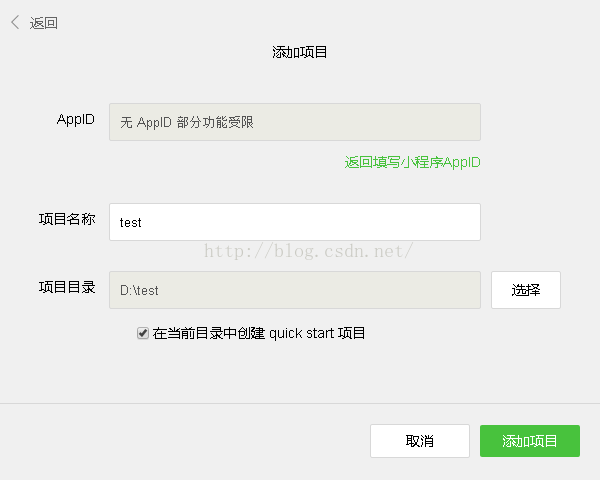 返回
添加项目
AppID 无 AppID 部分功能受限
返回填写小程序AppID
项目名称 test
http://blog.csdn.net/
项目目录 D:\test 选择
在当前目录中创建 quick start 项目
取消 添加项目